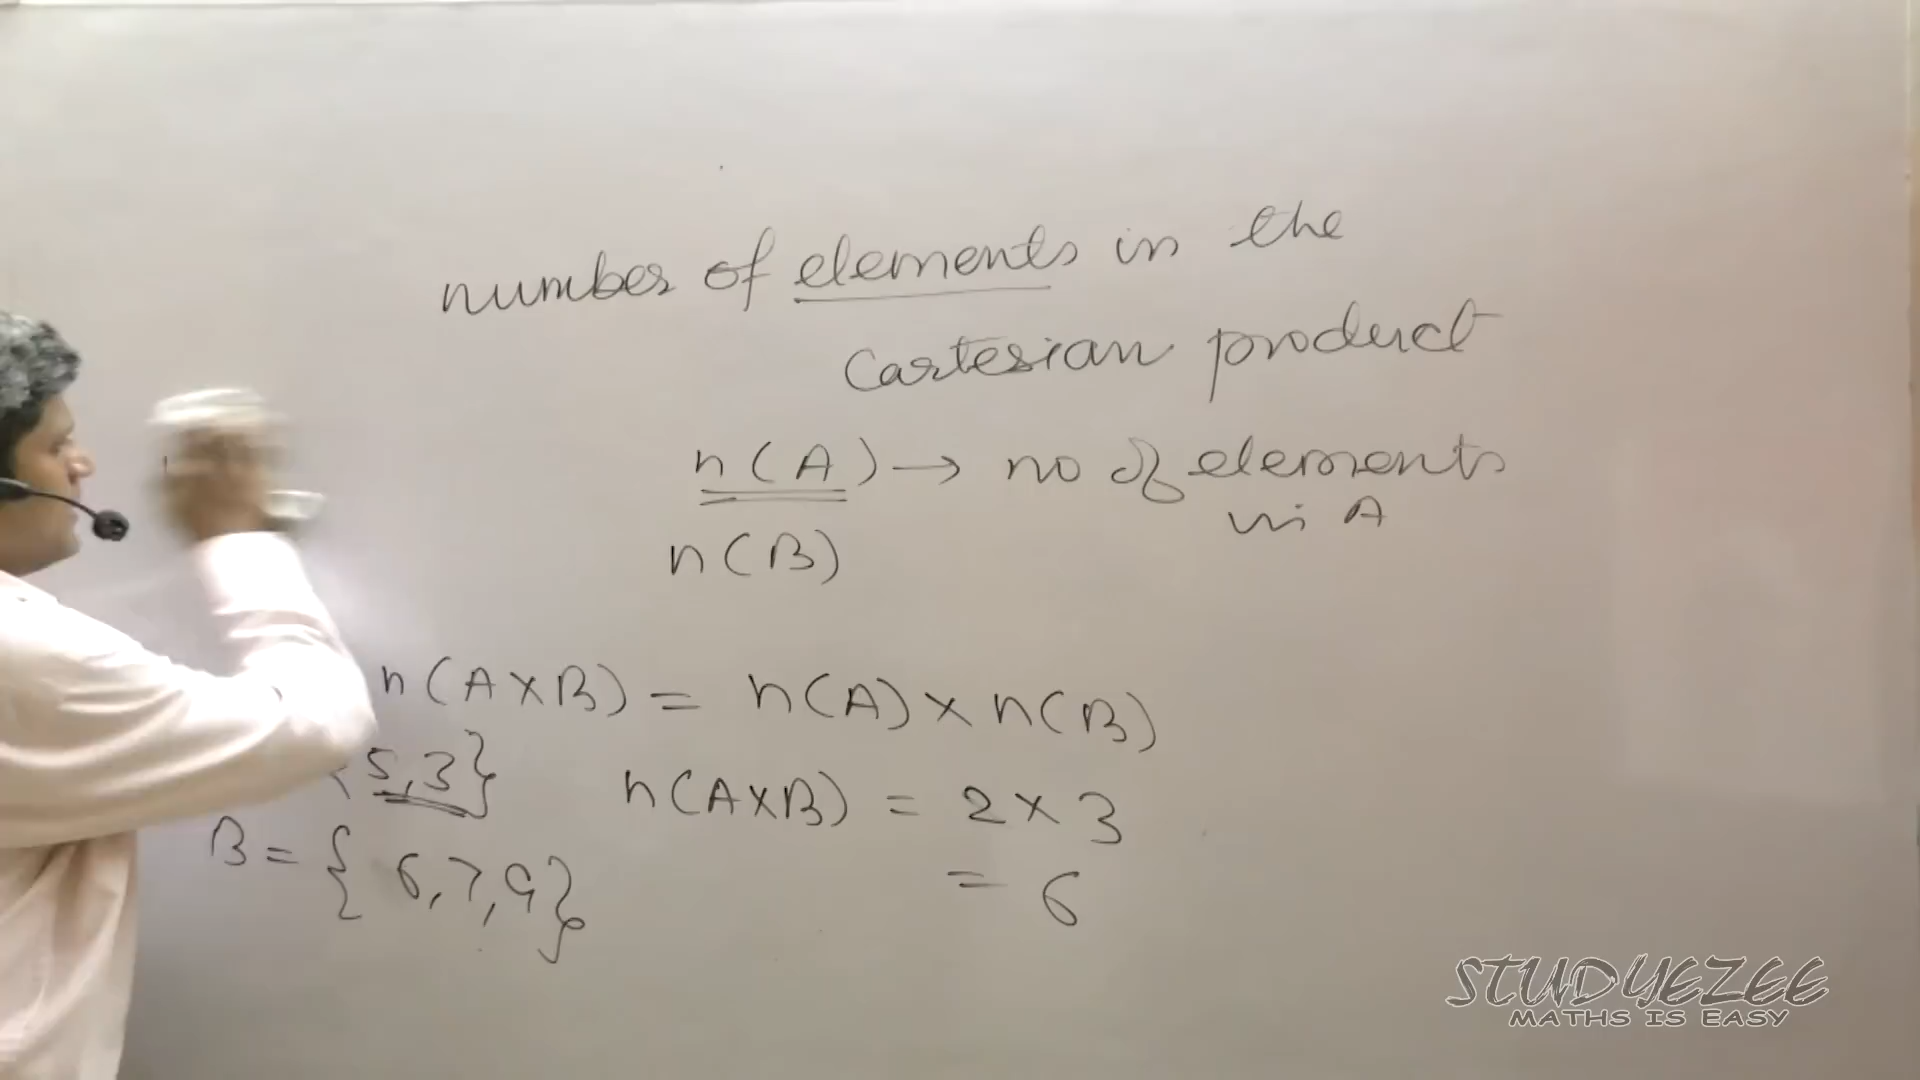 number of elements in the
Cartesian product
n(A) → no of elements
in A
n(B)
n(A×B) = n(A) × n(B)
{5,3}
n(A×B) = 2 × 3
B = {6,7,9}
= 6
STUDYEZEE
MATHS IS EASY